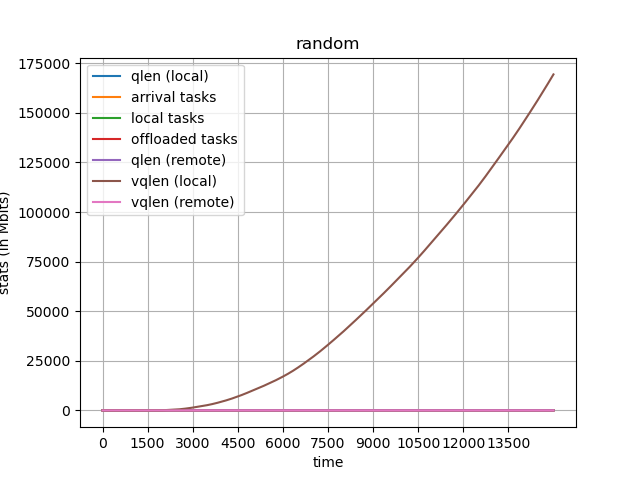 random
175000
150000
125000
100000
75000
50000
25000
0
stats (in Mbits)
qlen (local)
arrival tasks
local tasks
offloaded tasks
qlen (remote)
vqlen (local)
vqlen (remote)
0 1500 3000 4500 6000 7500 9000 10500 12000 13500
time